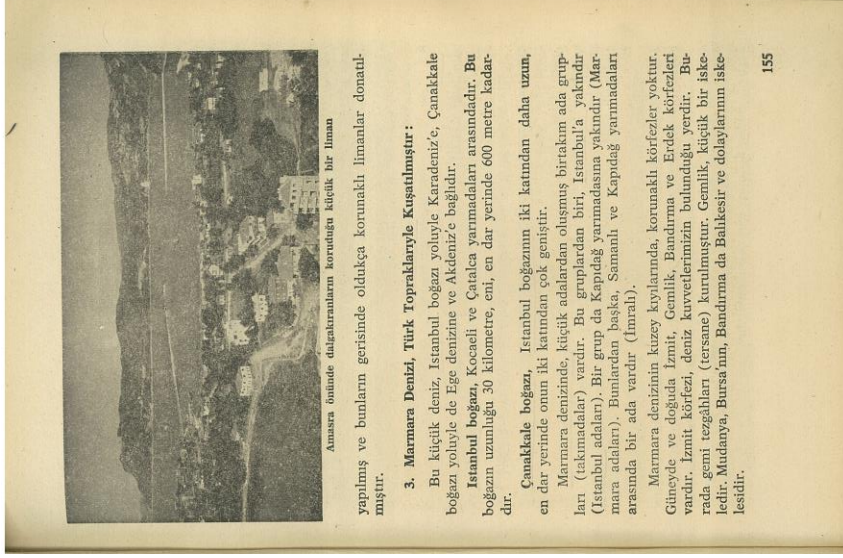 Amasra önünde dalgakıranların koruduğu küçük bir liman
yapılmış ve bunların gerisinde oldukça korunaklı limanlar donatıl-
mıştır.
3. Marmara Denizi, Türk Topraklarıyle Kuşatılmıştır :
Bu küçük deniz, İstanbul boğazı yoluyle Karadeniz'e, Çanakkale
boğazı yoluyle de Ege denizine ve Akdeniz'e bağlıdır.
İstanbul boğazı, Kocaeli ve Çatalca yarımadaları arasındadır. Bu
boğazın uzunluğu 30 kilometre, eni, en dar yerinde 600 metre kadar-
dır.
Çanakkale boğazı, İstanbul boğazının iki katından daha uzun,
en dar yerinde onun iki katından çok geniştir.
Marmara denizinde, küçük adalardan oluşmuş birtakım ada grup-
ları (takımadalar) vardır. Bu gruplardan biri, İstanbul'a yakındır
(İstanbul adaları). Bir grup da Kapıdağ yarımadasına yakındır (Mar-
mara adaları). Bunlardan başka, Samanlı ve Kapıdağ yarımadaları
arasında bir ada vardır (İmralı).
Marmara denizinin kuzey kıyılarında, korunaklı körfezler yoktur.
Güneyde ve doğuda İzmit, Gemlik, Bandırma ve Erdek körfezleri
vardır. İzmit körfezi, deniz kuvvetlerimizin bulunduğu yerdir. Bu-
rada gemi tezgâhları (tersane) kurulmuştur. Gemlik, küçük bir iske-
ledir. Mudanya, Bursa'nın, Bandırma da Balıkesir ve dolaylarının iske-
lesidir.
155